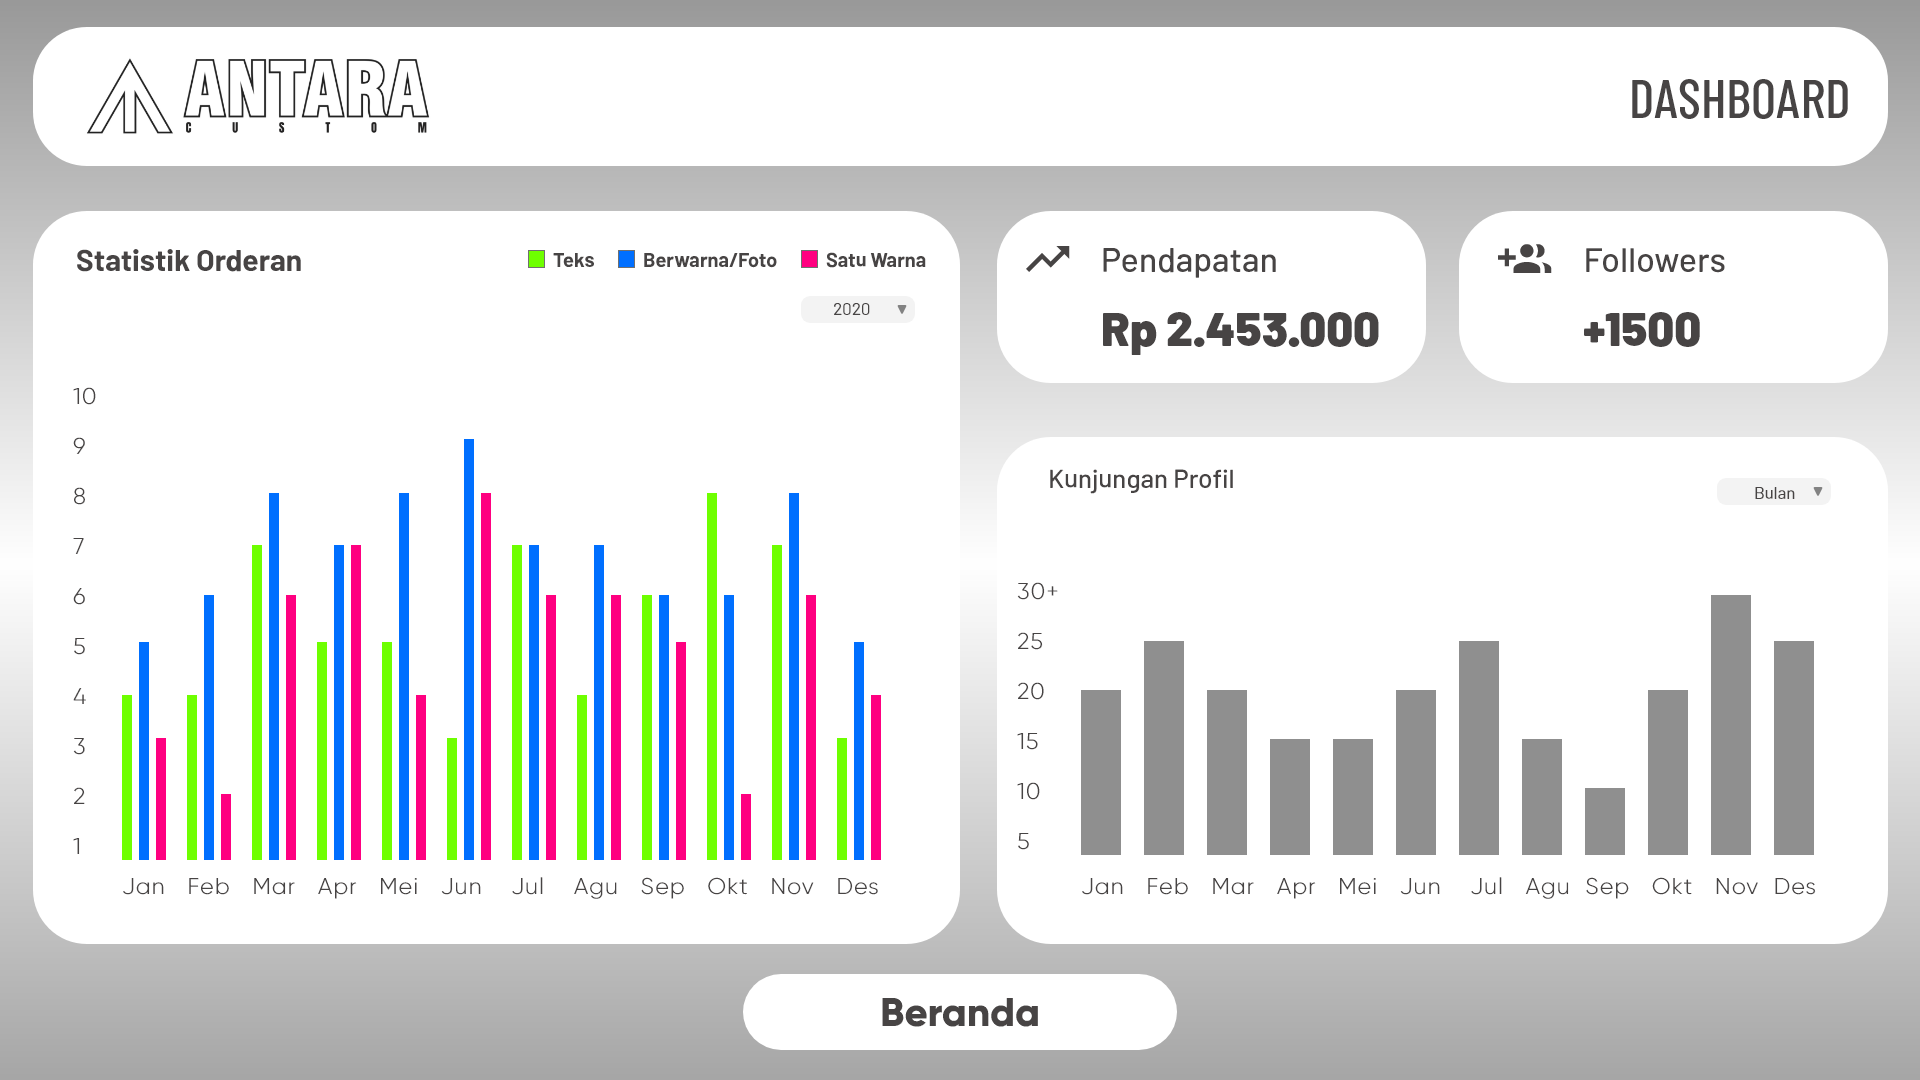 ANTARA
CUSTOM
DASHBOARD
Statistik Orderan
Teks
Berwarna/Foto
Satu Warna
2020 ▼
10
9
8
7
6
5
4
3
2
1
Jan Feb Mar Apr Mei Jun Jul Agu Sep Okt Nov Des
Pendapatan
Rp 2.453.000
Followers
+1500
Kunjungan Profil
Bulan ▼
30+
25
20
15
10
5
Jan Feb Mar Apr Mei Jun Jul Agu Sep Okt Nov Des
Beranda